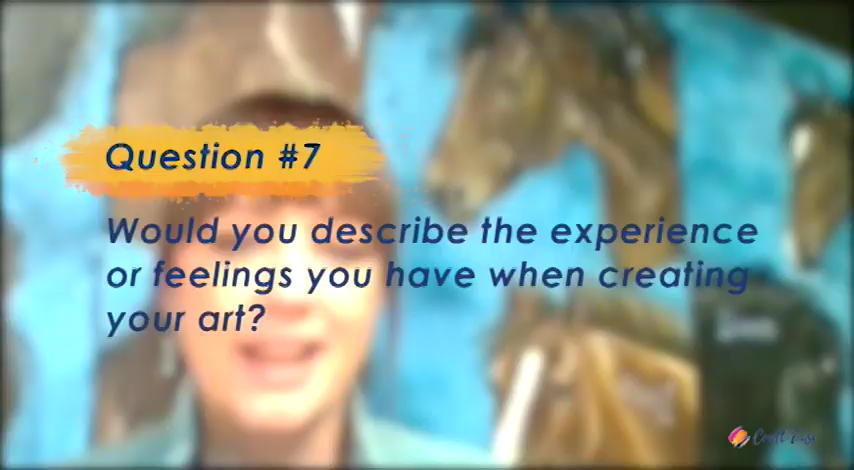 Question #7
Would you describe the experience
or feelings you have when creating
your art?